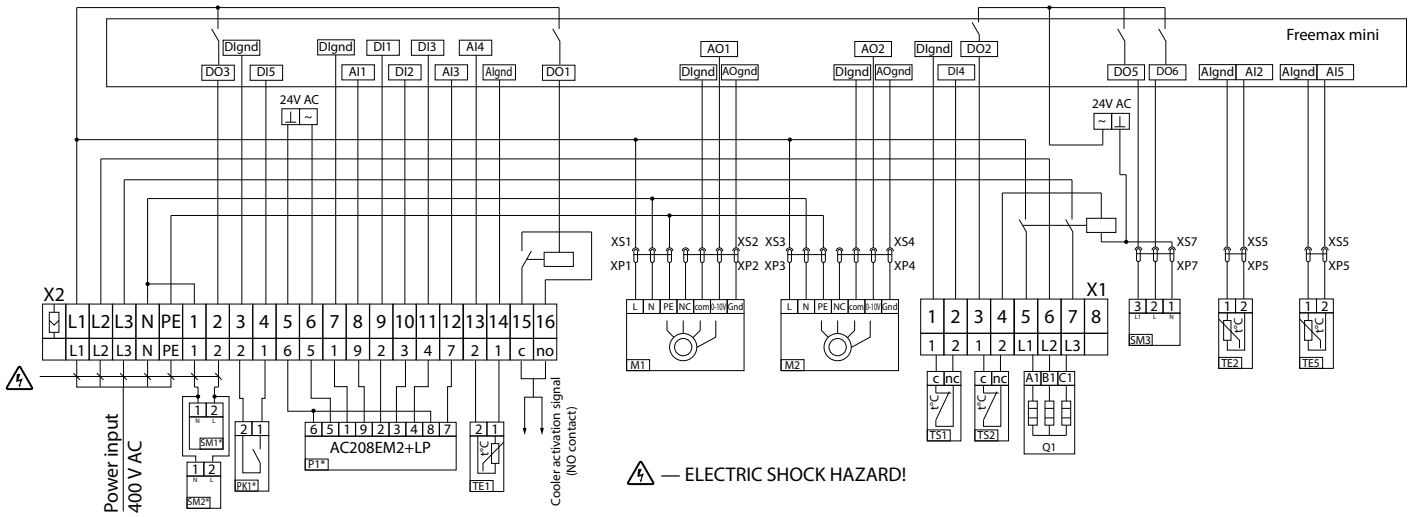 Freemax mini
DIgnd DIgnd DI1 DI3 AI4 AO1 AO2 DIgnd DO2
DO3 DI5 AI1 DI2 AI3 AIgnd DO1 DIgnd AOgnd DIgnd AOgnd DI4 DO5 DO6 AIgnd AI2 AIgnd AI5
24V AC 24V AC
⊥ ~ ~ ⊥
XS1 XS2 XS3 XS4 XS7 XS5 XS5
XP1 XP2 XP3 XP4 XP7 XP5 XP5
X2 X1
L1 L2 L3 N PE 1 2 3 4 5 6 7 8 9 10 11 12 13 14 15 16
L1 L2 L3 N PE 1 2 2 1 6 5 1 9 2 3 4 7 2 1 c no
L N PE NC com 0-10V Gnd
M1
L N PE NC com 0-10V Gnd
M2
1 2 3 4 5 6 7 8
1 2 1 2 L1 L2 L3
3 2 1
L1 L N
SM3
1 2
t°C
TE2
1 2
t°C
TE5
c nc
t°C
TS1
c nc
t°C
TS2
A1 B1 C1
Q1
Power input
400 V AC
1 2
N L
SM1*
1 2
N L
SM2*
2 1
PK1*
6 5 1 9 2 3 4 8 7
AC208EM2+LP
P1*
2 1
t°C
TE1
Cooler activation signal
(NO contact)
— ELECTRIC SHOCK HAZARD!